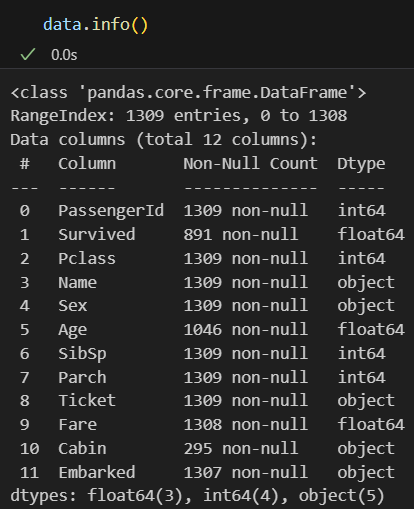 data.info()
✓ 0.0s
<class 'pandas.core.frame.DataFrame'>
RangeIndex: 1309 entries, 0 to 1308
Data columns (total 12 columns):
 #   Column       Non-Null Count  Dtype
---  ------       --------------  -----
 0   PassengerId  1309 non-null   int64
 1   Survived     891 non-null    float64
 2   Pclass       1309 non-null   int64
 3   Name         1309 non-null   object
 4   Sex          1309 non-null   object
 5   Age          1046 non-null   float64
 6   SibSp        1309 non-null   int64
 7   Parch        1309 non-null   int64
 8   Ticket       1309 non-null   object
 9   Fare         1308 non-null   float64
 10  Cabin        295 non-null    object
 11  Embarked     1307 non-null   object
dtypes: float64(3), int64(4), object(5)